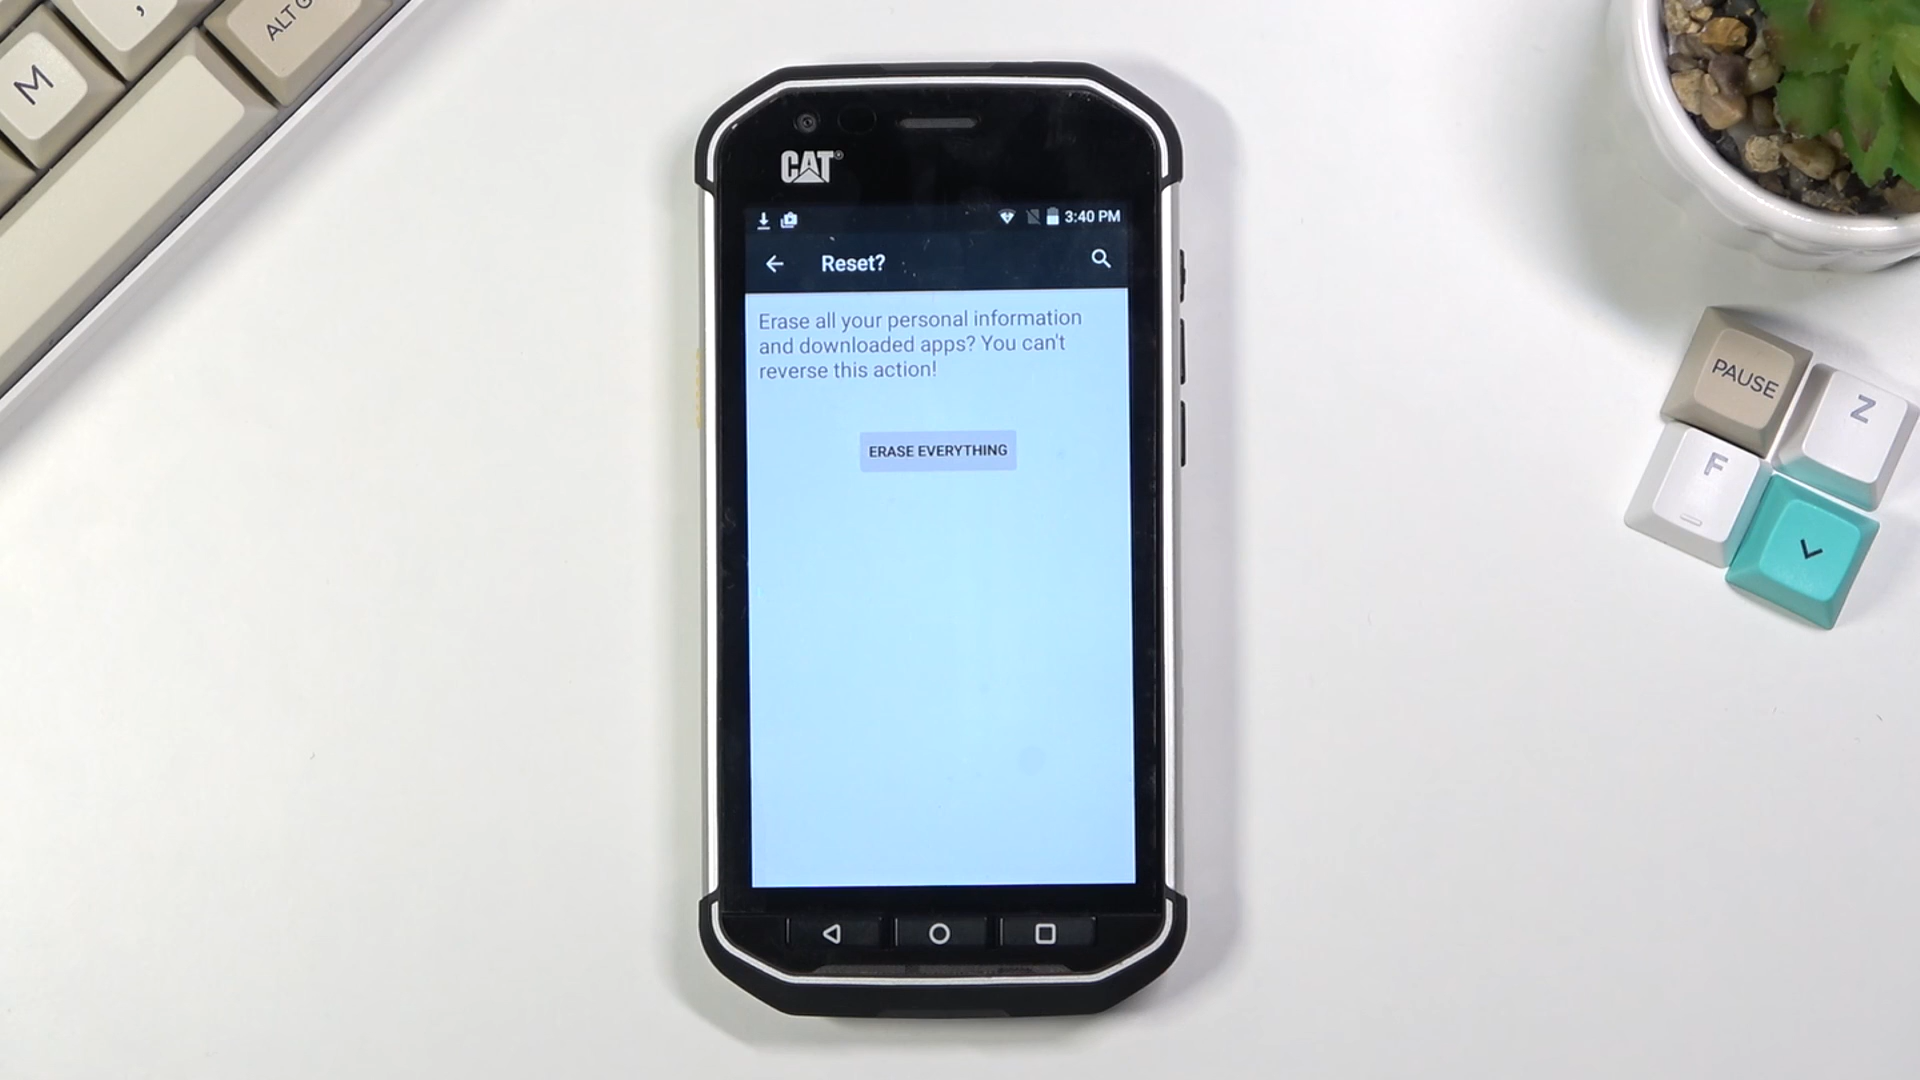 M
,
ALT G
CAT®
3:40 PM
Reset?
Erase all your personal information
and downloaded apps? You can't
reverse this action!
ERASE EVERYTHING
PAUSE
Z
F